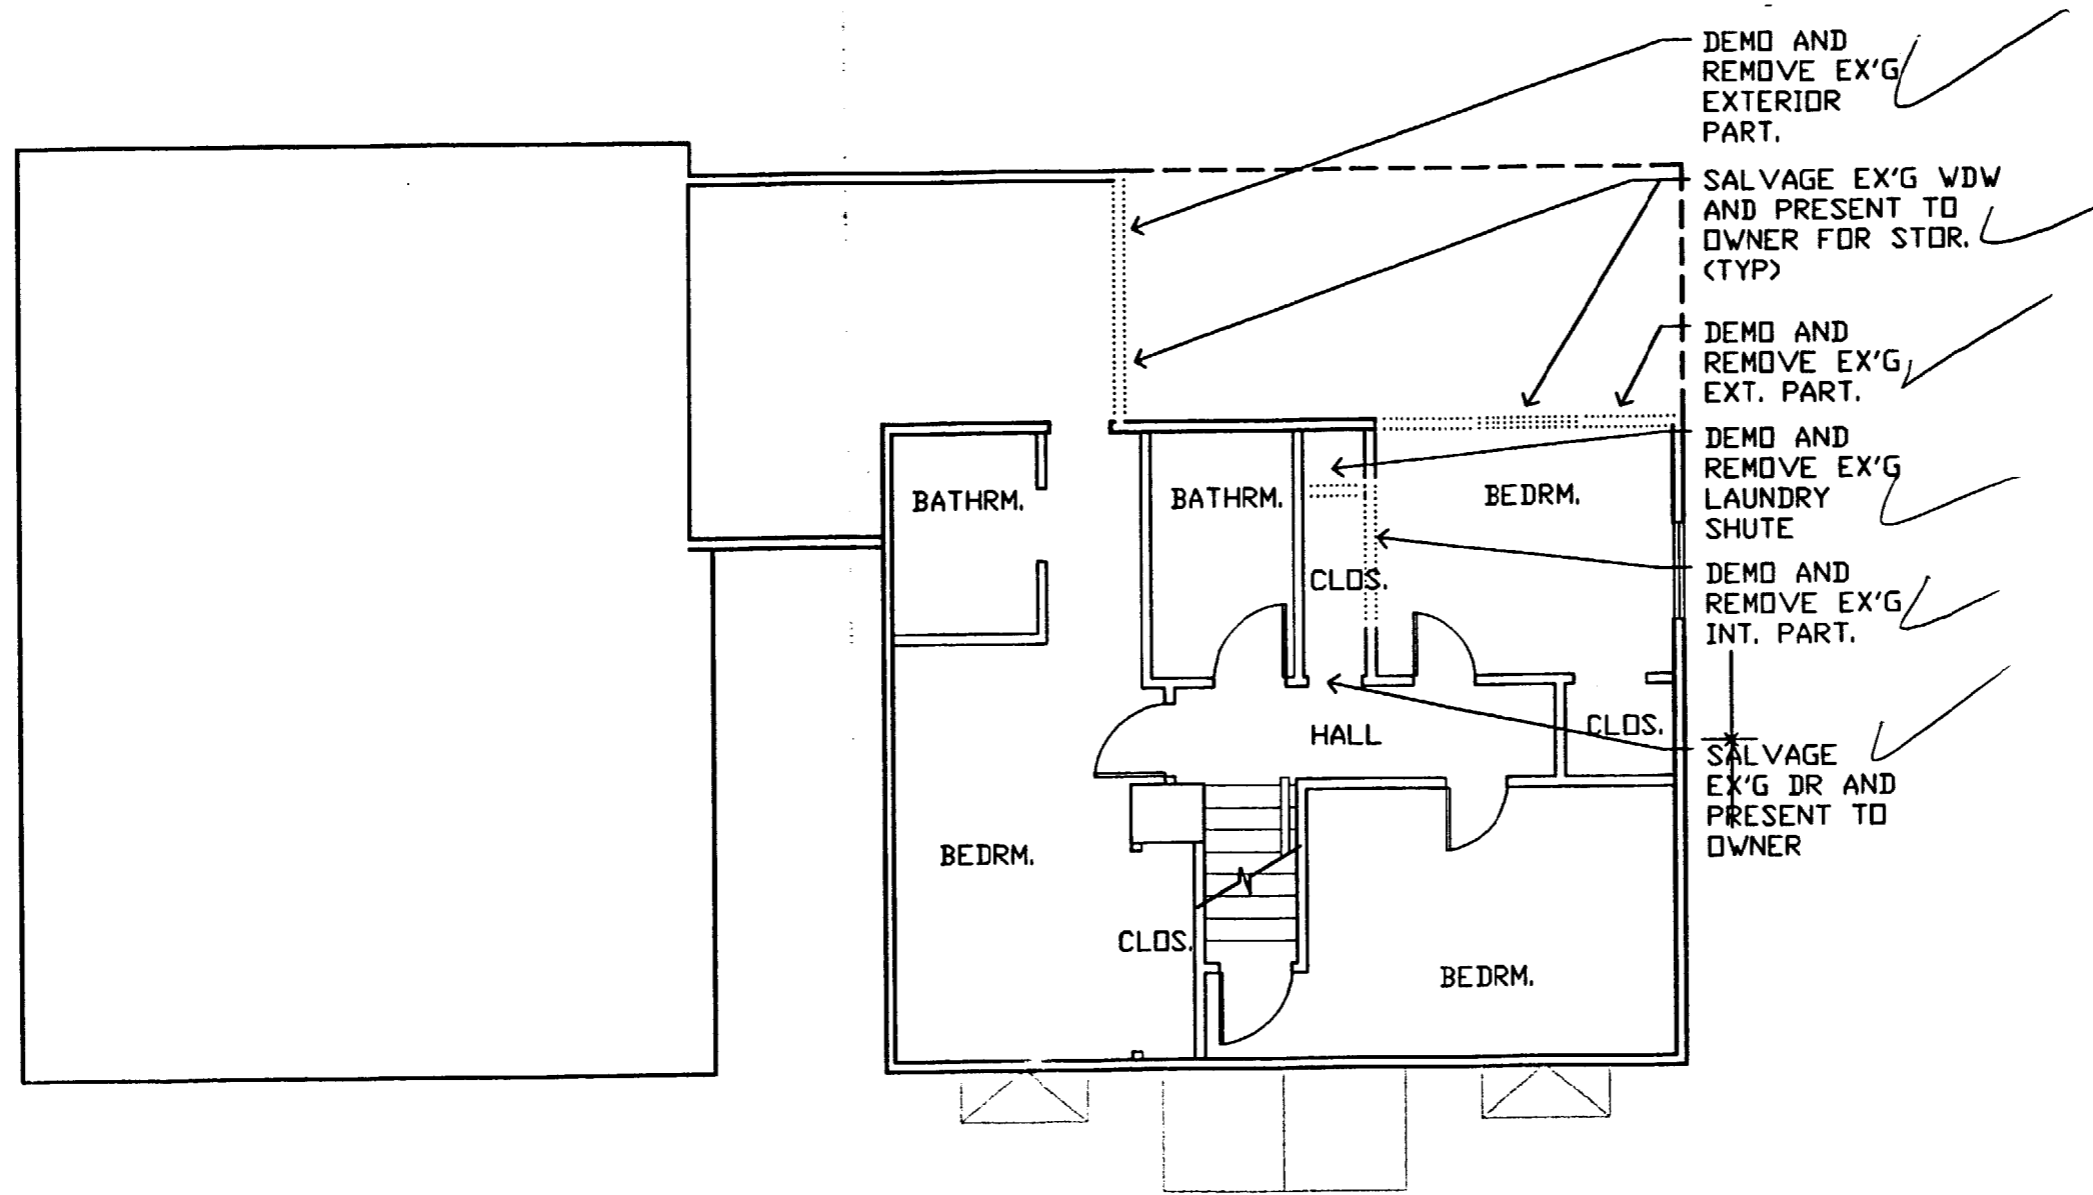 DEMO AND
REMOVE EX'G
EXTERIOR
PART.
SALVAGE EX'G WDW
AND PRESENT TO
OWNER FOR STOR.
(TYP)
DEMO AND
REMOVE EX'G
EXT. PART.
DEMO AND
REMOVE EX'G
LAUNDRY
SHUTE
DEMO AND
REMOVE EX'G
INT. PART.
SALVAGE
EX'G DR AND
PRESENT TO
OWNER
BATHRM.
BATHRM.
BEDRM.
CLOS.
HALL
CLOS.
BEDRM.
CLOS.
BEDRM.